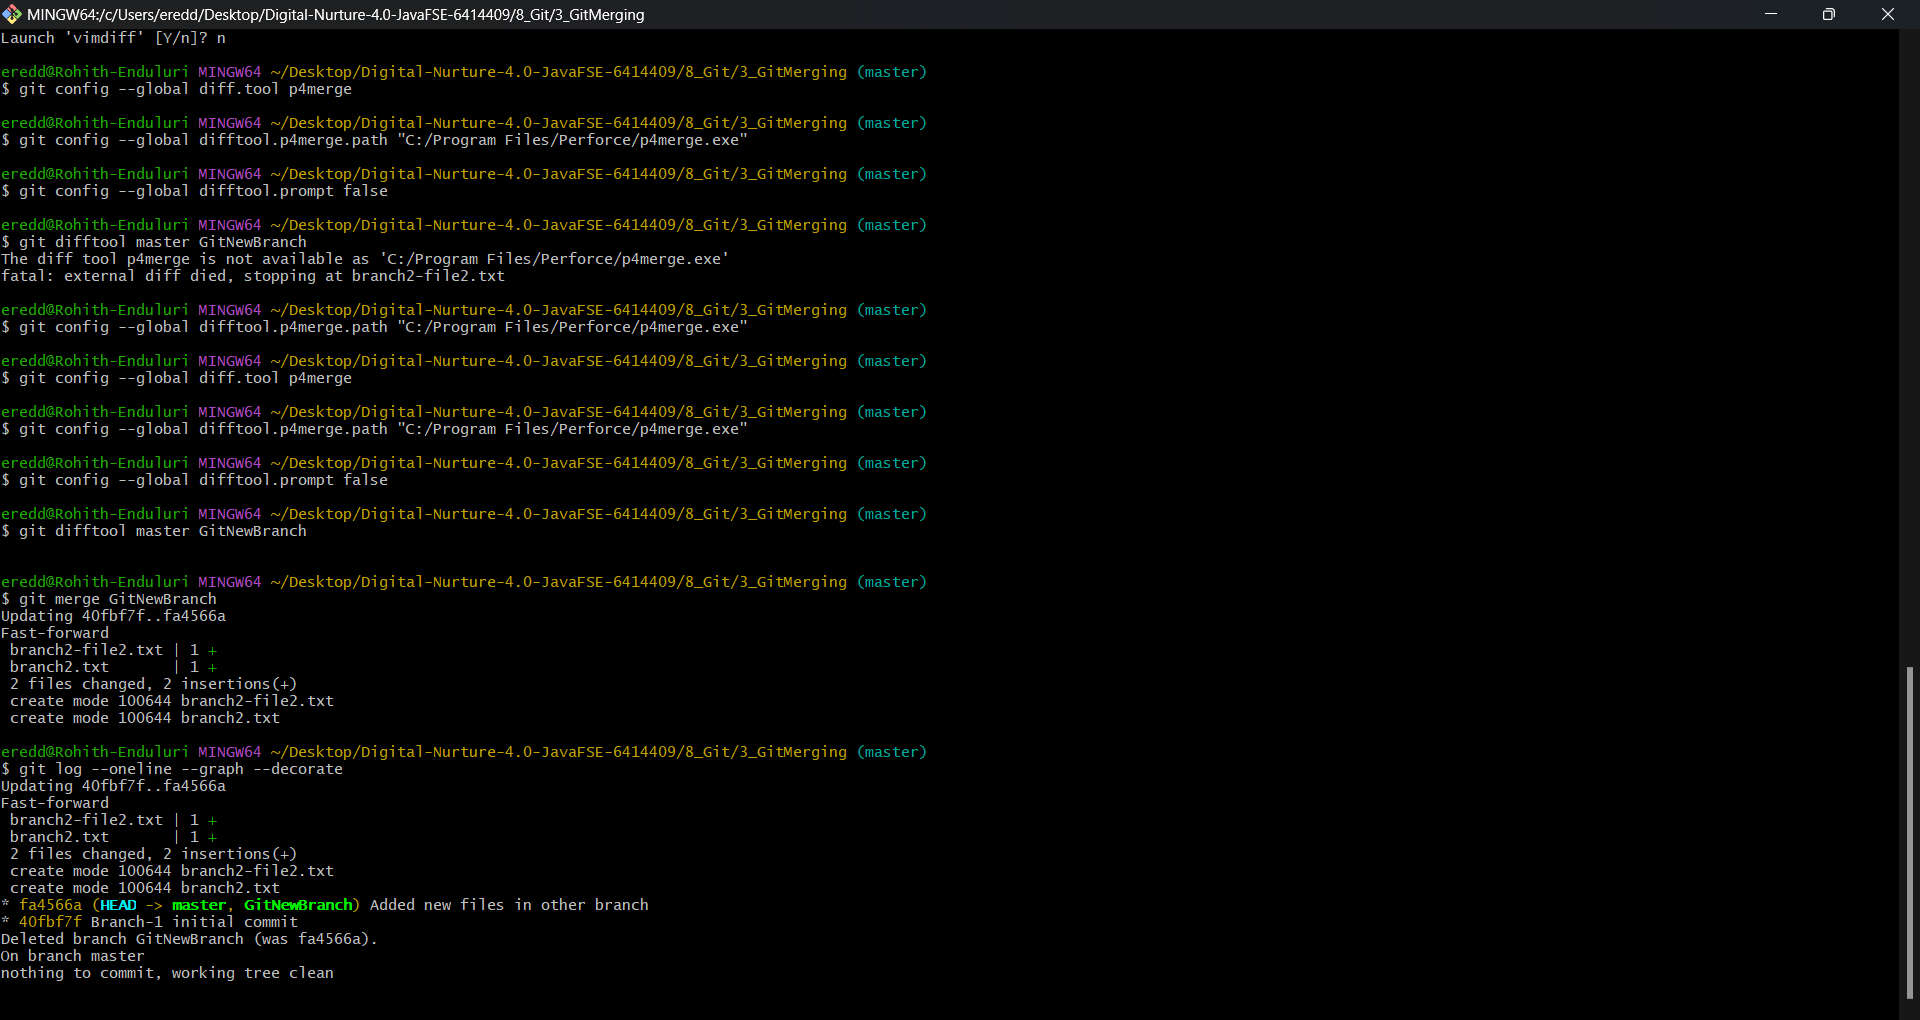 MINGW64:/c/Users/eredd/Desktop/Digital-Nurture-4.0-JavaFSE-6414409/8_Git/3_GitMerging
Launch 'vimdiff' [Y/n]? n
eredd@Rohith-Enduluri MINGW64 ~/Desktop/Digital-Nurture-4.0-JavaFSE-6414409/8_Git/3_GitMerging (master)
$ git config --global diff.tool p4merge
eredd@Rohith-Enduluri MINGW64 ~/Desktop/Digital-Nurture-4.0-JavaFSE-6414409/8_Git/3_GitMerging (master)
$ git config --global difftool.p4merge.path "C:/Program Files/Perforce/p4merge.exe"
eredd@Rohith-Enduluri MINGW64 ~/Desktop/Digital-Nurture-4.0-JavaFSE-6414409/8_Git/3_GitMerging (master)
$ git config --global difftool.prompt false
eredd@Rohith-Enduluri MINGW64 ~/Desktop/Digital-Nurture-4.0-JavaFSE-6414409/8_Git/3_GitMerging (master)
$ git difftool master GitNewBranch
The diff tool p4merge is not available as 'C:/Program Files/Perforce/p4merge.exe'
fatal: external diff died, stopping at branch2-file2.txt
eredd@Rohith-Enduluri MINGW64 ~/Desktop/Digital-Nurture-4.0-JavaFSE-6414409/8_Git/3_GitMerging (master)
$ git config --global difftool.p4merge.path "C:/Program Files/Perforce/p4merge.exe"
eredd@Rohith-Enduluri MINGW64 ~/Desktop/Digital-Nurture-4.0-JavaFSE-6414409/8_Git/3_GitMerging (master)
$ git config --global diff.tool p4merge
eredd@Rohith-Enduluri MINGW64 ~/Desktop/Digital-Nurture-4.0-JavaFSE-6414409/8_Git/3_GitMerging (master)
$ git config --global difftool.p4merge.path "C:/Program Files/Perforce/p4merge.exe"
eredd@Rohith-Enduluri MINGW64 ~/Desktop/Digital-Nurture-4.0-JavaFSE-6414409/8_Git/3_GitMerging (master)
$ git config --global difftool.prompt false
eredd@Rohith-Enduluri MINGW64 ~/Desktop/Digital-Nurture-4.0-JavaFSE-6414409/8_Git/3_GitMerging (master)
$ git difftool master GitNewBranch
eredd@Rohith-Enduluri MINGW64 ~/Desktop/Digital-Nurture-4.0-JavaFSE-6414409/8_Git/3_GitMerging (master)
$ git merge GitNewBranch
Updating 40fbf7f..fa4566a
Fast-forward
 branch2-file2.txt | 1 +
 branch2.txt       | 1 +
 2 files changed, 2 insertions(+)
 create mode 100644 branch2-file2.txt
 create mode 100644 branch2.txt
eredd@Rohith-Enduluri MINGW64 ~/Desktop/Digital-Nurture-4.0-JavaFSE-6414409/8_Git/3_GitMerging (master)
$ git log --oneline --graph --decorate
Updating 40fbf7f..fa4566a
Fast-forward
 branch2-file2.txt | 1 +
 branch2.txt       | 1 +
 2 files changed, 2 insertions(+)
 create mode 100644 branch2-file2.txt
 create mode 100644 branch2.txt
* fa4566a (HEAD -> master, GitNewBranch) Added new files in other branch
* 40fbf7f Branch-1 initial commit
Deleted branch GitNewBranch (was fa4566a).
On branch master
nothing to commit, working tree clean